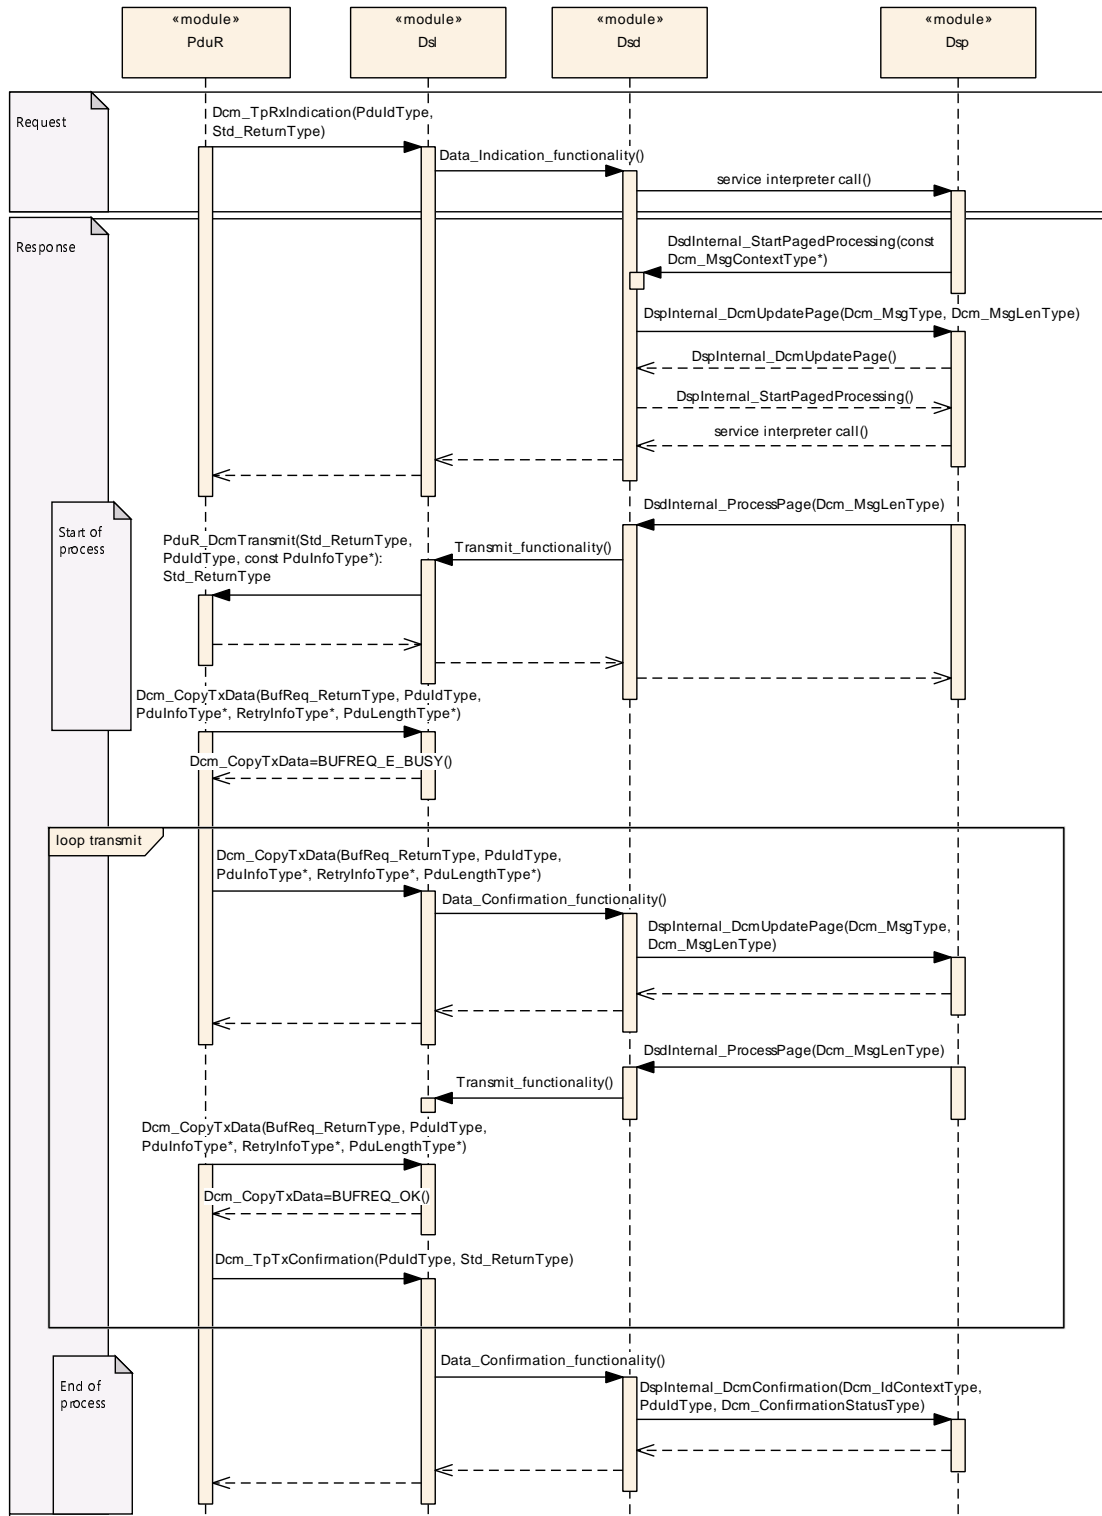 «module»
PduR
«module»
Dsl
«module»
Dsd
«module»
Dsp
Request
Dcm_TpRxIndication(PduIdType,
Std_ReturnType)
Data_Indication_functionality()
service interpreter call()
Response
DsdInternal_StartPagedProcessing(const
Dcm_MsgContextType*)
DspInternal_DcmUpdatePage(Dcm_MsgType, Dcm_MsgLenType)
DspInternal_DcmUpdatePage()
DspInternal_StartPagedProcessing()
service interpreter call()
Start of
process
DsdInternal_ProcessPage(Dcm_MsgLenType)
Transmit_functionality()
PduR_DcmTransmit(Std_ReturnType,
PduIdType, const PduInfoType*):
Std_ReturnType
Dcm_CopyTxData(BufReq_ReturnType, PduIdType,
PduInfoType*, RetryInfoType*, PduLengthType*)
Dcm_CopyTxData=BUFREQ_E_BUSY()
loop transmit
Dcm_CopyTxData(BufReq_ReturnType, PduIdType,
PduInfoType*, RetryInfoType*, PduLengthType*)
Data_Confirmation_functionality()
DspInternal_DcmUpdatePage(Dcm_MsgType,
Dcm_MsgLenType)
DsdInternal_ProcessPage(Dcm_MsgLenType)
Transmit_functionality()
Dcm_CopyTxData(BufReq_ReturnType, PduIdType,
PduInfoType*, RetryInfoType*, PduLengthType*)
Dcm_CopyTxData=BUFREQ_OK()
Dcm_TpTxConfirmation(PduIdType, Std_ReturnType)
End of
process
Data_Confirmation_functionality()
DspInternal_DcmConfirmation(Dcm_IdContextType,
PduIdType, Dcm_ConfirmationStatusType)